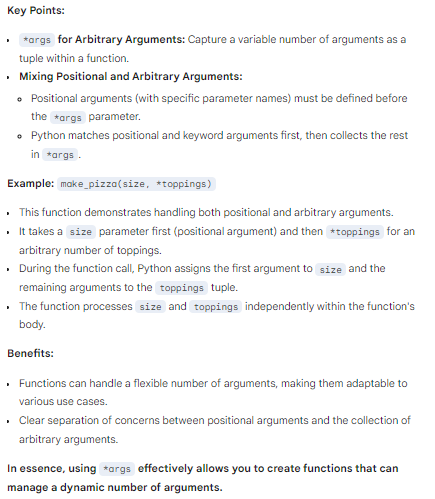 Key Points:
*args for Arbitrary Arguments: Capture a variable number of arguments as a
tuple within a function.
Mixing Positional and Arbitrary Arguments:
Positional arguments (with specific parameter names) must be defined before
the *args parameter.
Python matches positional and keyword arguments first, then collects the rest
in *args .
Example: make_pizza(size, *toppings)
This function demonstrates handling both positional and arbitrary arguments.
It takes a size parameter first (positional argument) and then *toppings for an
arbitrary number of toppings.
During the function call, Python assigns the first argument to size and the
remaining arguments to the toppings tuple.
The function processes size and toppings independently within the function's
body.
Benefits:
Functions can handle a flexible number of arguments, making them adaptable to
various use cases.
Clear separation of concerns between positional arguments and the collection of
arbitrary arguments.
In essence, using *args effectively allows you to create functions that can
manage a dynamic number of arguments.